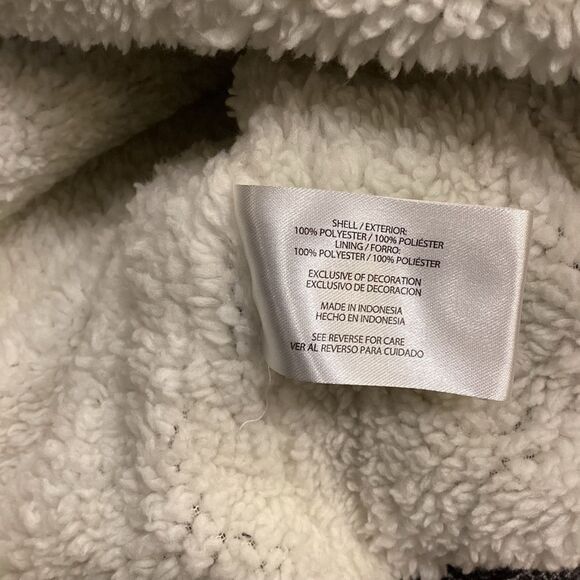 SHELL / EXTERIOR:
100% POLYESTER / 100% POLIÉSTER
LINING / FORRO:
100% POLYESTER / 100% POLIÉSTER
EXCLUSIVE OF DECORATION
EXCLUSIVO DE DECORACION
MADE IN INDONESIA
HECHO EN INDONESIA
SEE REVERSE FOR CARE
VER AL REVERSO PARA CUIDADO